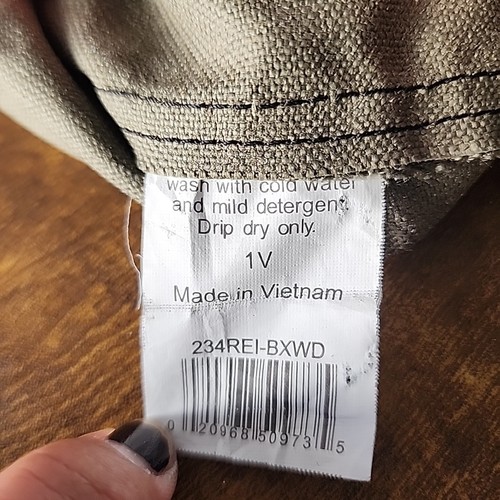 wash with cold water
and mild detergent.
Drip dry only.
1V
Made in Vietnam
234REI-BXWD
0 20968 50973 5